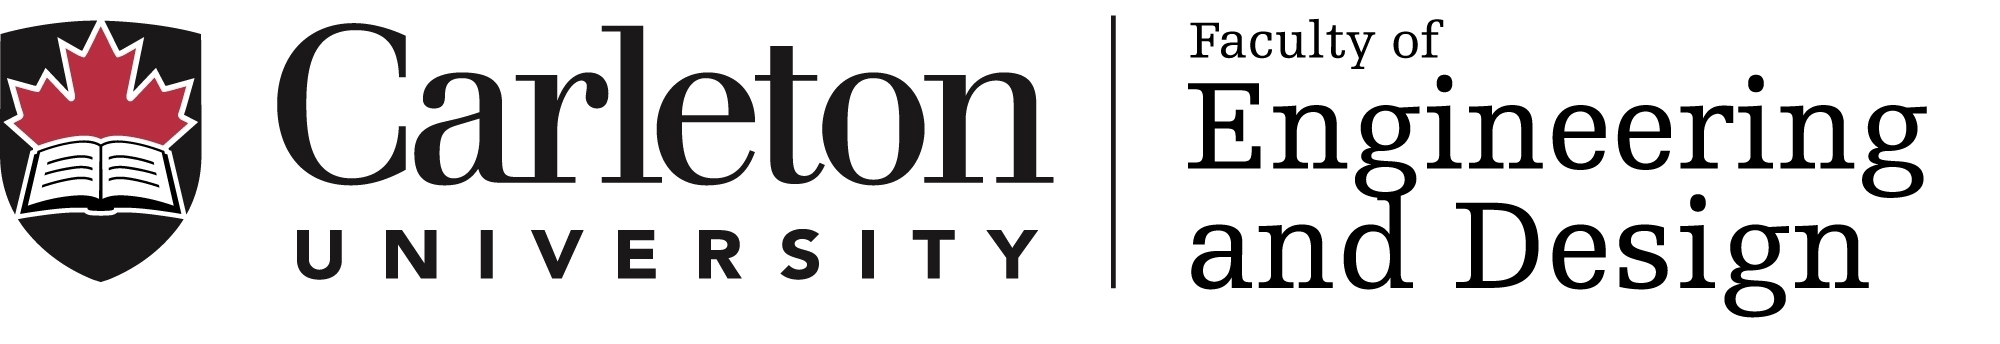 Carleton
UNIVERSITY
Faculty of
Engineering
and Design